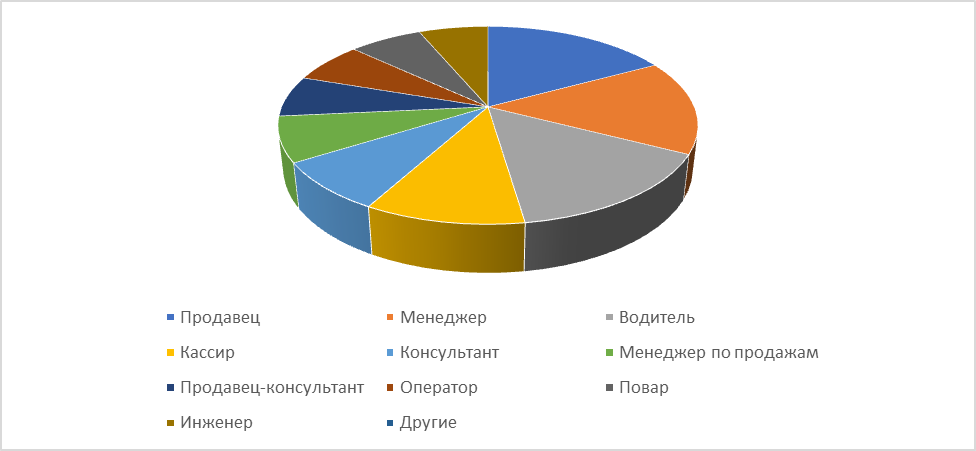 Продавец Менеджер Водитель
Кассир Консультант Менеджер по продажам
Продавец-консультант Оператор Повар
Инженер Другие